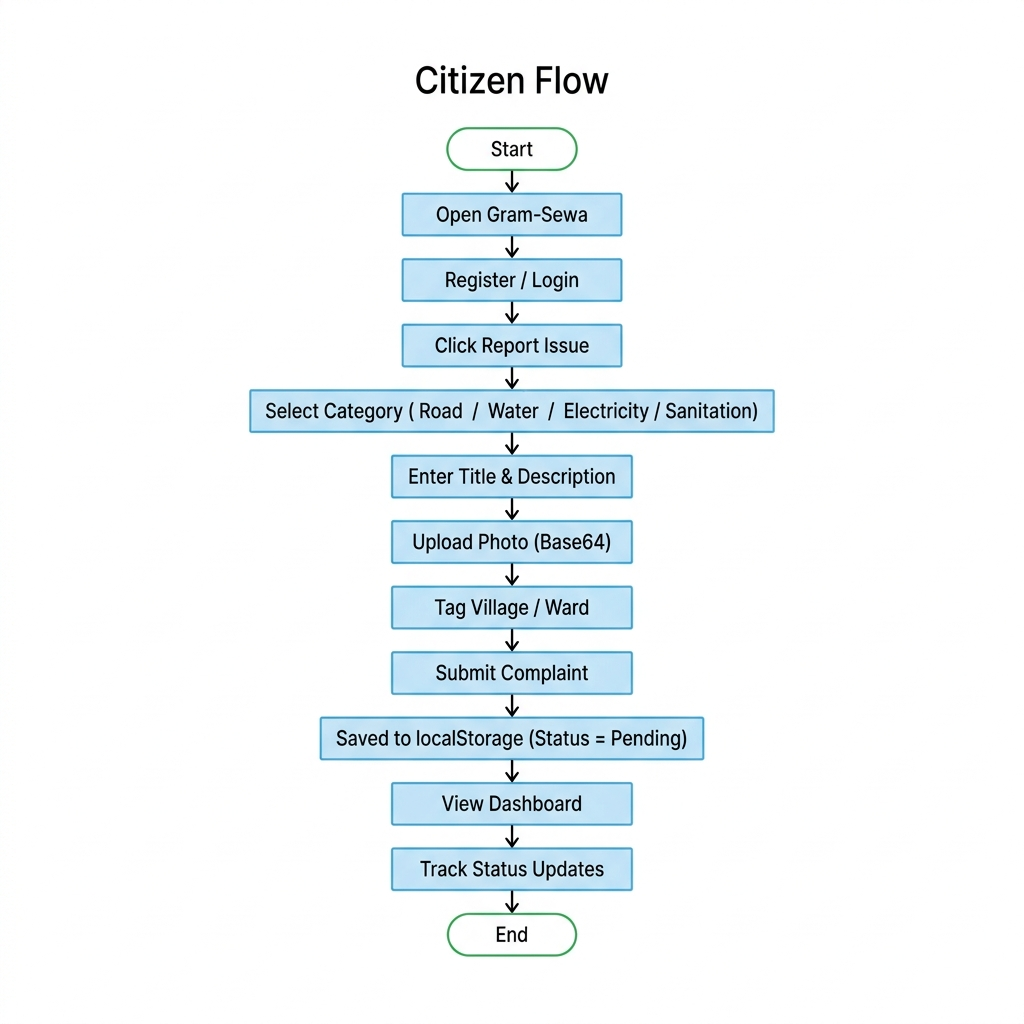 Citizen Flow
Start
Open Gram-Sewa
Register / Login
Click Report Issue
Select Category ( Road / Water / Electricity / Sanitation)
Enter Title & Description
Upload Photo (Base64)
Tag Village / Ward
Submit Complaint
Saved to localStorage (Status = Pending)
View Dashboard
Track Status Updates
End